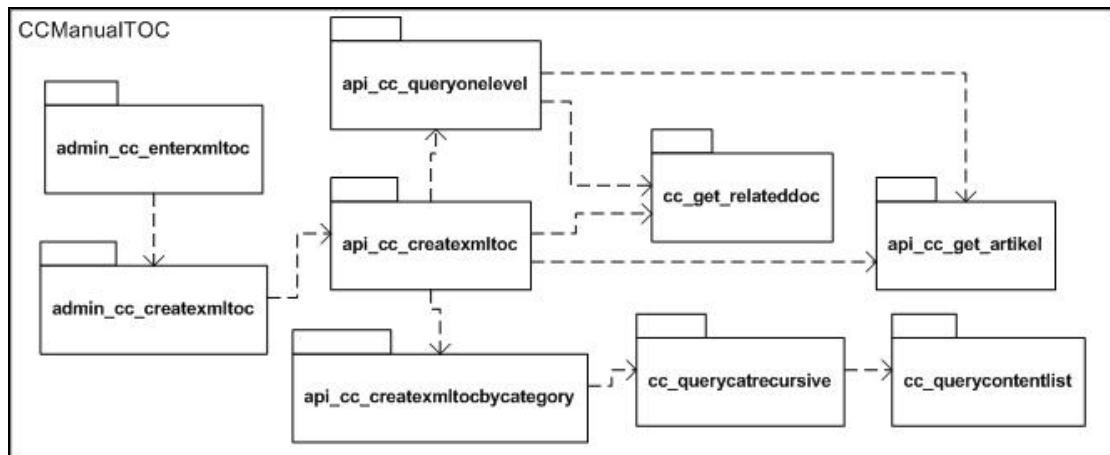 CCManualTOC
api_cc_queryonelevel
admin_cc_enterxmltoc
cc_get_relateddoc
api_cc_createxmltoc
api_cc_get_artikel
admin_cc_createxmltoc
api_cc_createxmltocbycategory
cc_querycatrecursive
cc_querycontentlist